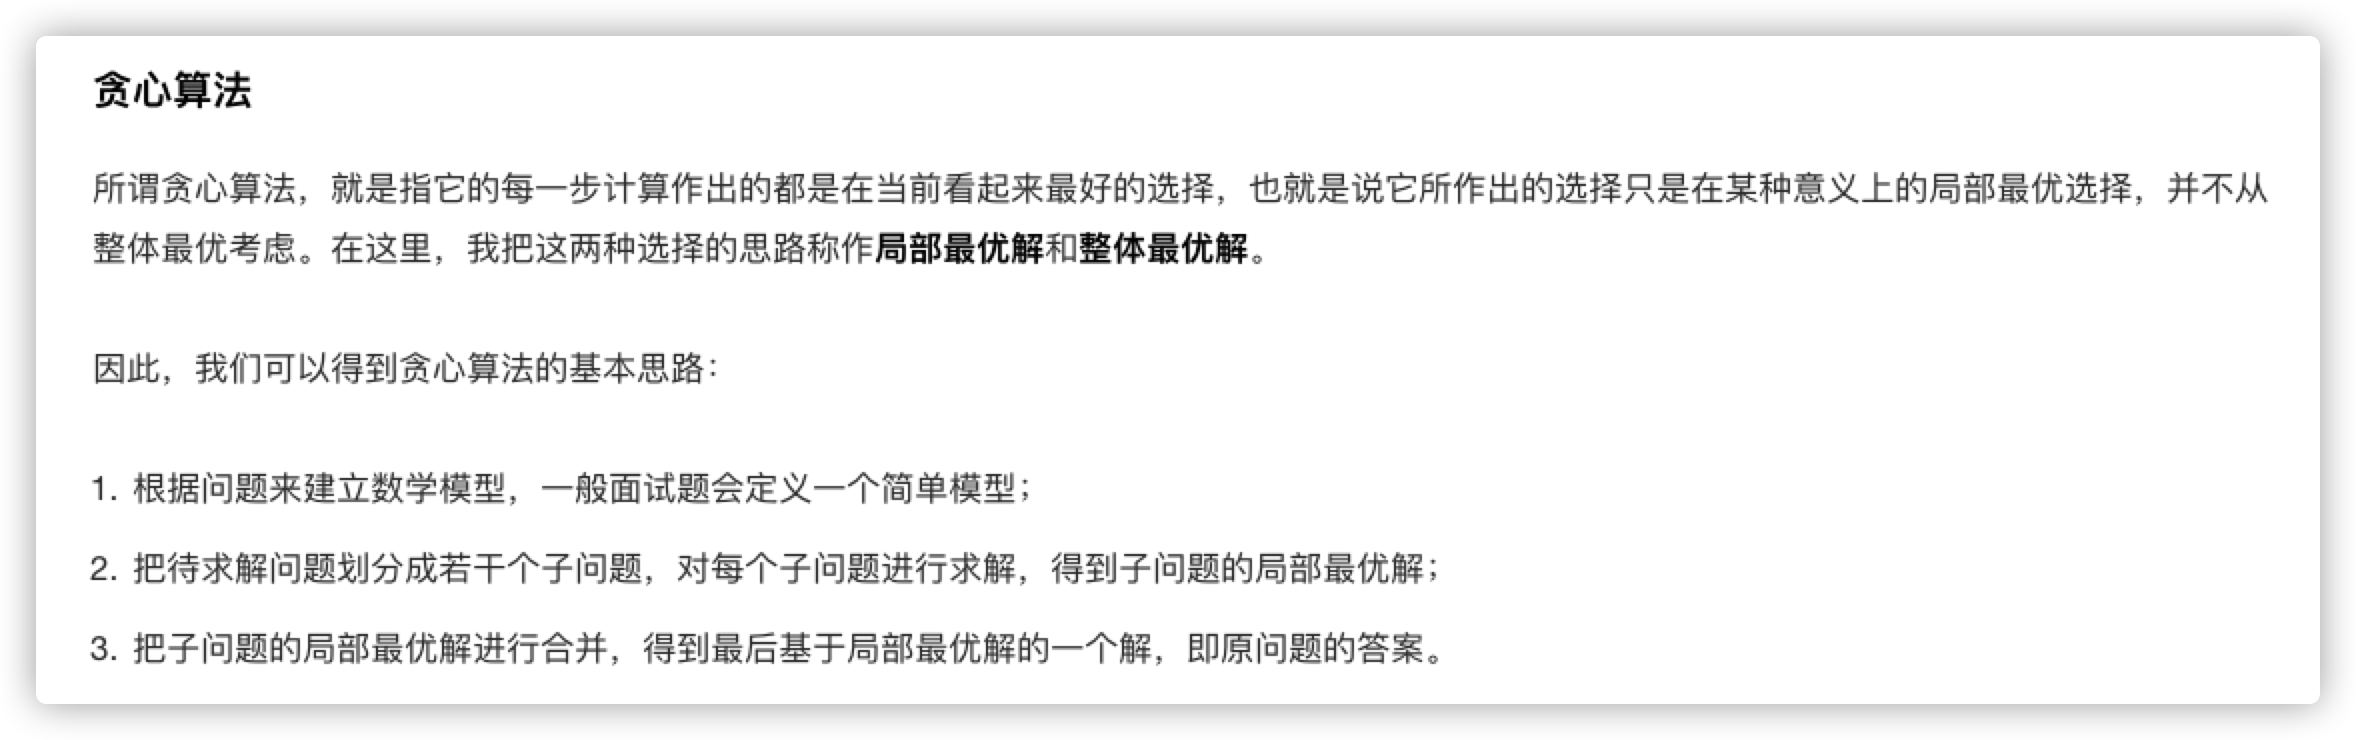 贪心算法
所谓贪心算法，就是指它的每一步计算作出的都是在当前看起来最好的选择，也就是说它所作出的选择只是在某种意义上的局部最优选择，并不从
整体最优考虑。在这里，我把这两种选择的思路称作局部最优解和整体最优解。
因此，我们可以得到贪心算法的基本思路：
1. 根据问题来建立数学模型，一般面试题会定义一个简单模型；
2. 把待求解问题划分成若干个子问题，对每个子问题进行求解，得到子问题的局部最优解；
3. 把子问题的局部最优解进行合并，得到最后基于局部最优解的一个解，即原问题的答案。